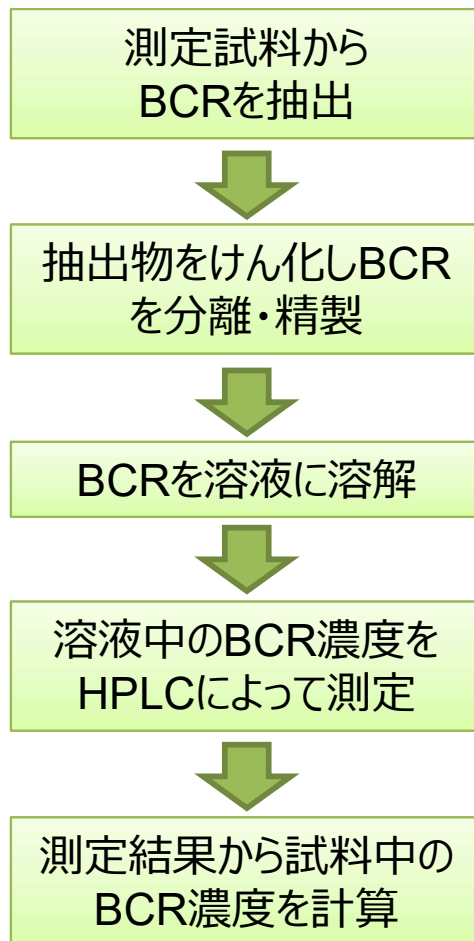 測定試料から
BCRを抽出
抽出物をけん化しBCR
を分離・精製
BCRを溶液に溶解
溶液中のBCR濃度を
HPLCによって測定
測定結果から試料中の
BCR濃度を計算